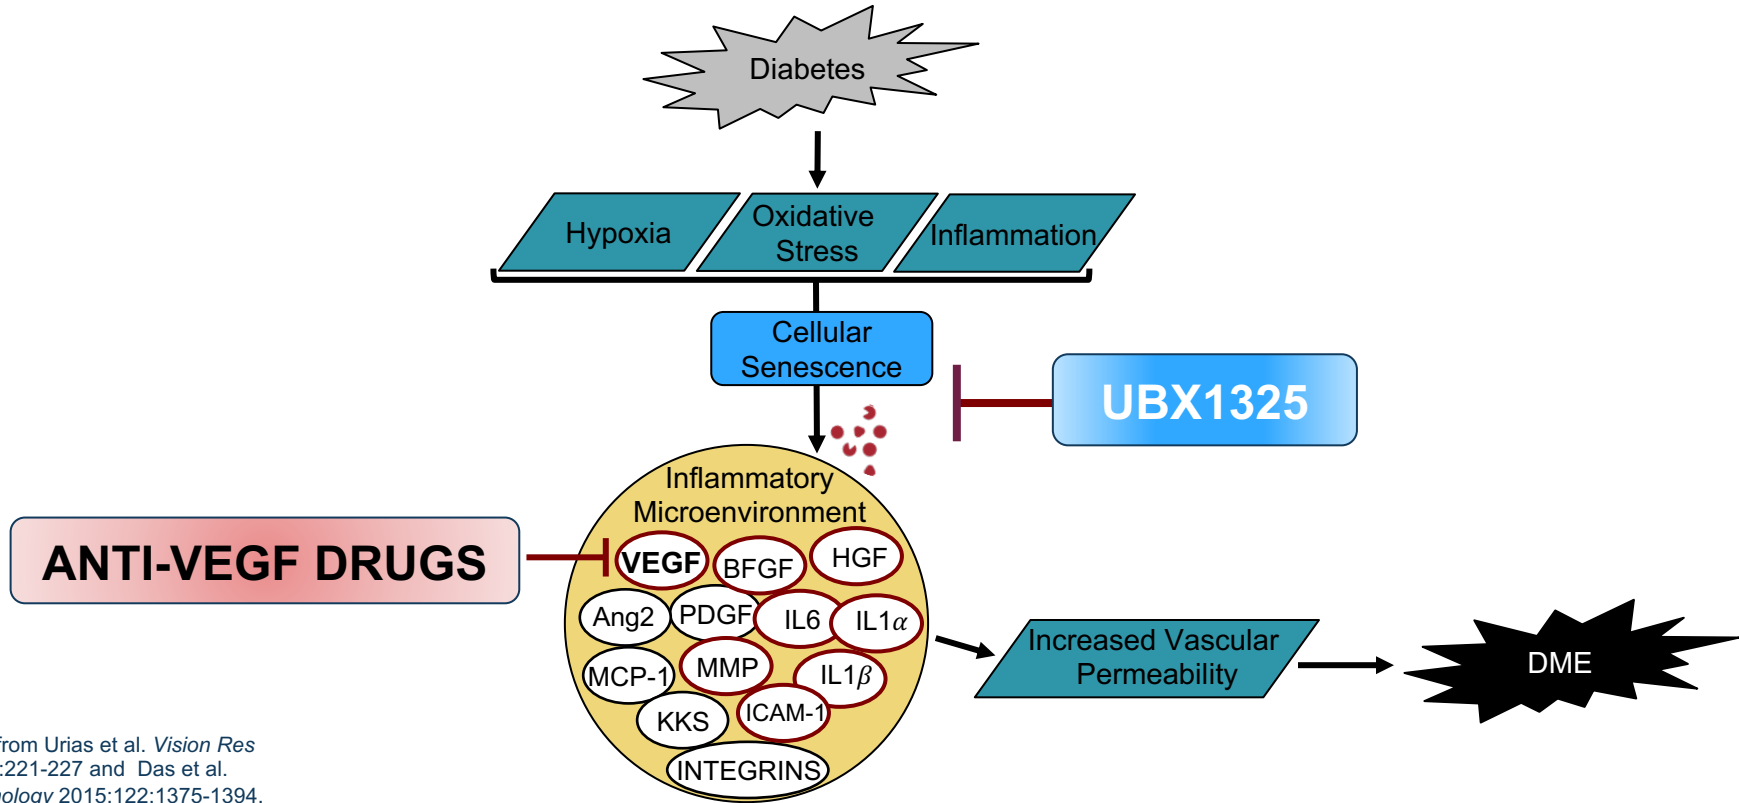 Diabetes
Hypoxia
Oxidative
Stress
Inflammation
Cellular
Senescence
UBX1325
Inflammatory
Microenvironment
ANTI-VEGF DRUGS
VEGF
BFGF
HGF
Ang2
PDGF
IL6
IL1α
MCP-1
MMP
IL1β
KKS
ICAM-1
INTEGRINS
Increased Vascular
Permeability
DME
from Urias et al. Vision Res
:221-227 and Das et al.
nology 2015:122:1375-1394.